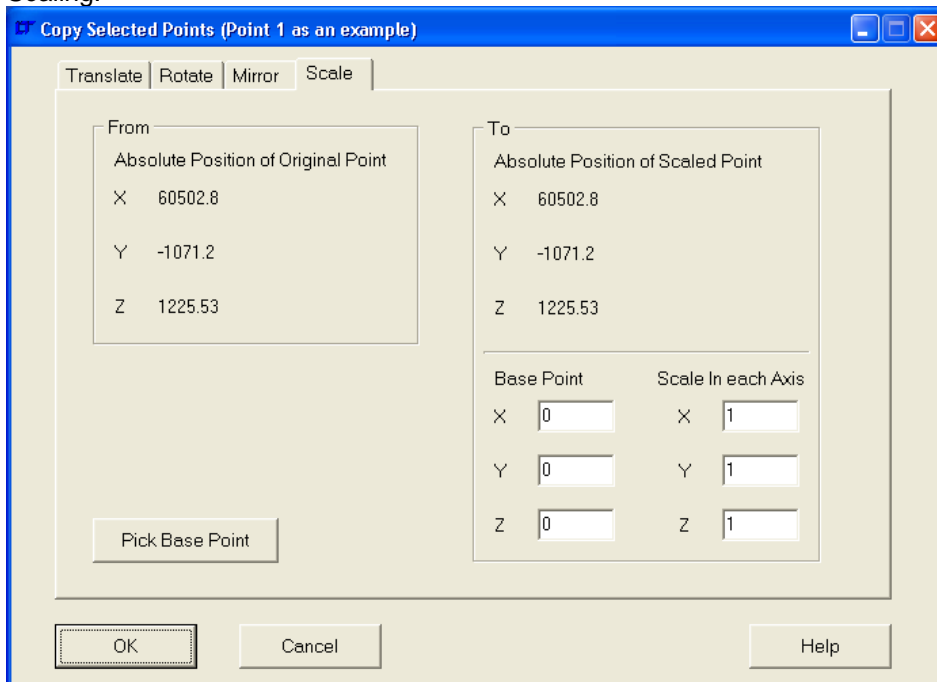 Scaling:
Copy Selected Points (Point 1 as an example)
Translate Rotate Mirror Scale
From
Absolute Position of Original Point
X 60502.8
Y -1071.2
Z 1225.53
To
Absolute Position of Scaled Point
X 60502.8
Y -1071.2
Z 1225.53
Base Point Scale In each Axis
X 0 X 1
Y 0 Y 1
Z 0 Z 1
Pick Base Point
OK Cancel Help